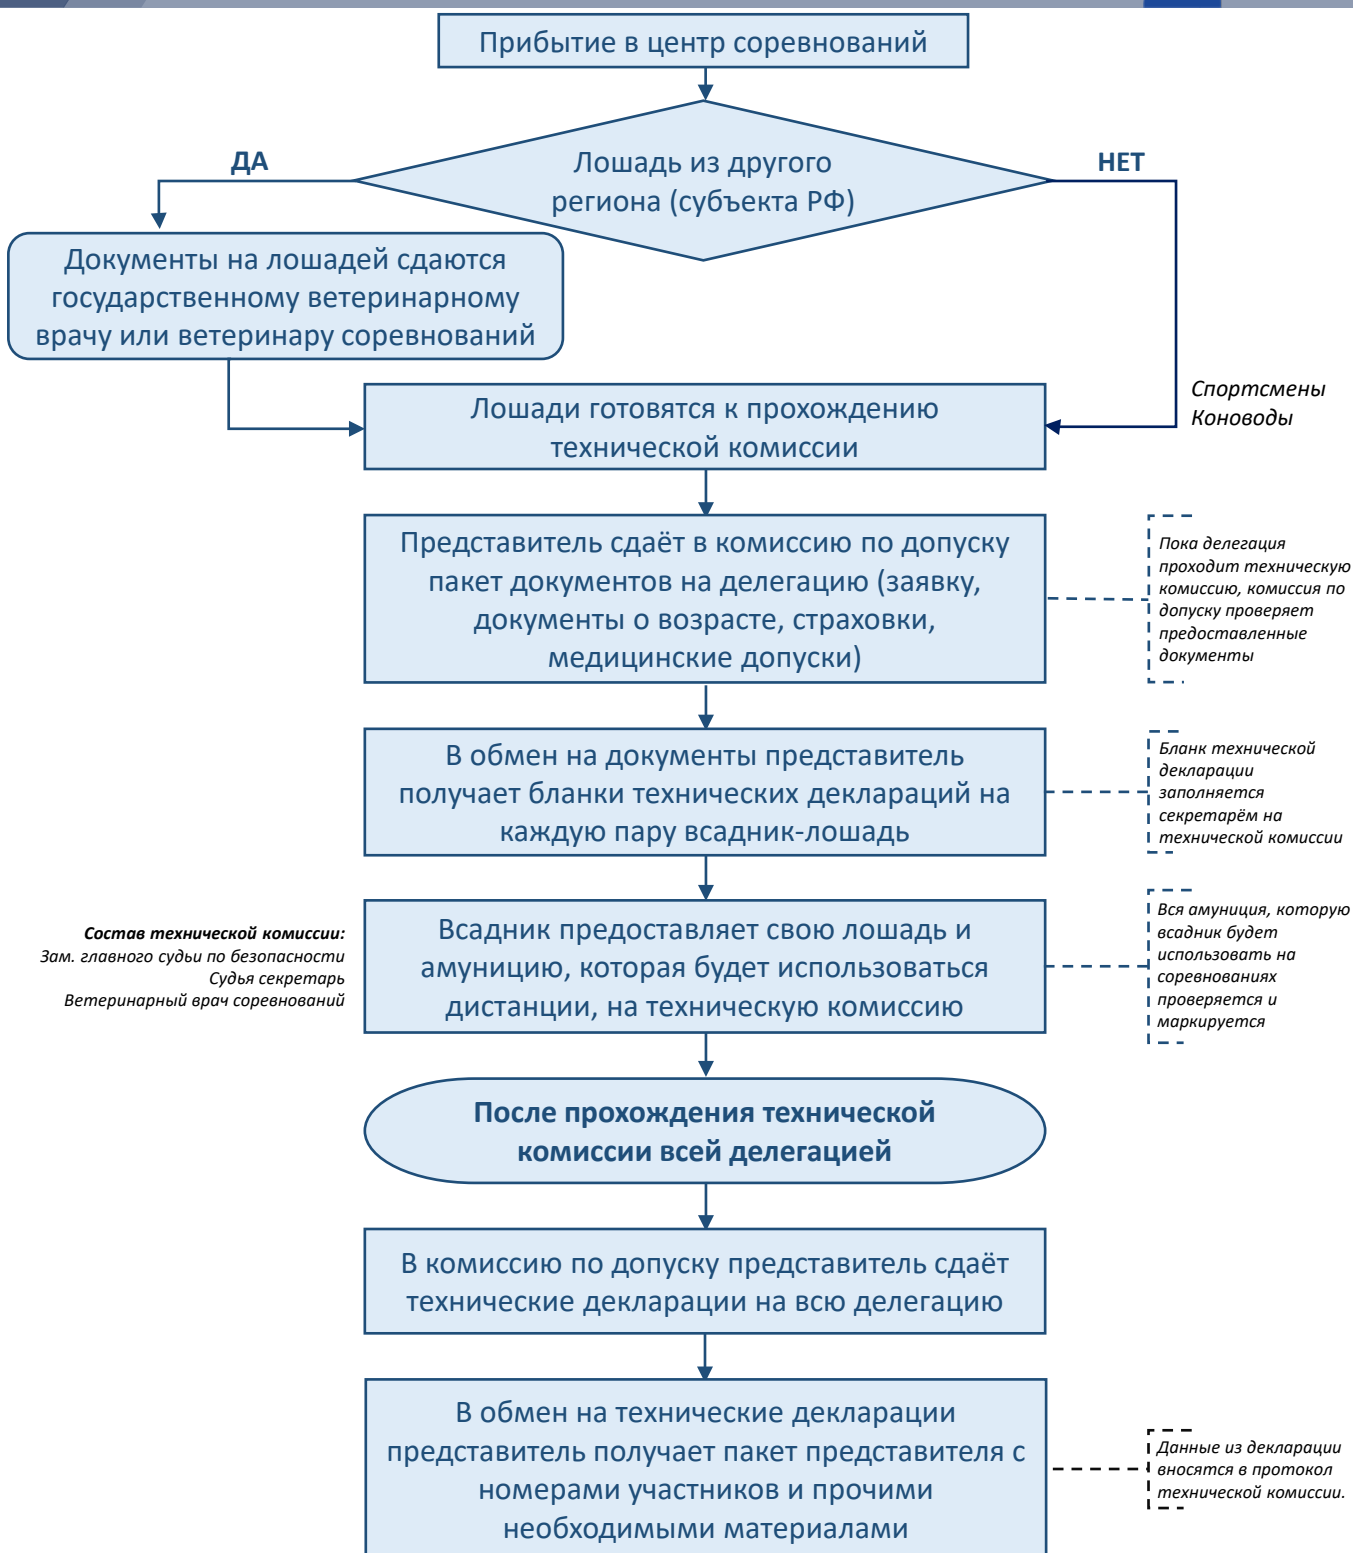 Прибытие в центр соревнований
Лошадь из другого
региона (субъекта РФ)
ДА
НЕТ
Документы на лошадей сдаются
государственному ветеринарному
врачу или ветеринару соревнований
Спортсмены
Коноводы
Лошади готовятся к прохождению
технической комиссии
Представитель сдаёт в комиссию по допуску
пакет документов на делегацию (заявку,
документы о возрасте, страховки,
медицинские допуски)
Пока делегация
проходит техническую
комиссию, комиссия по
допуску проверяет
предоставленные
документы
В обмен на документы представитель
получает бланки технических деклараций на
каждую пару всадник-лошадь
Бланк технической
декларации
заполняется
секретарём на
технической комиссии
Состав технической комиссии:
Зам. главного судьи по безопасности
Судья секретарь
Ветеринарный врач соревнований
Всадник предоставляет свою лошадь и
амуницию, которая будет использоваться
дистанции, на техническую комиссию
Вся амуниция, которую
всадник будет
использовать на
соревнованиях
проверяется и
маркируется
После прохождения технической
комиссии всей делегацией
В комиссию по допуску представитель сдаёт
технические декларации на всю делегацию
В обмен на технические декларации
представитель получает пакет представителя с
номерами участников и прочими
необходимыми материалами
Данные из декларации
вносятся в протокол
технической комиссии.